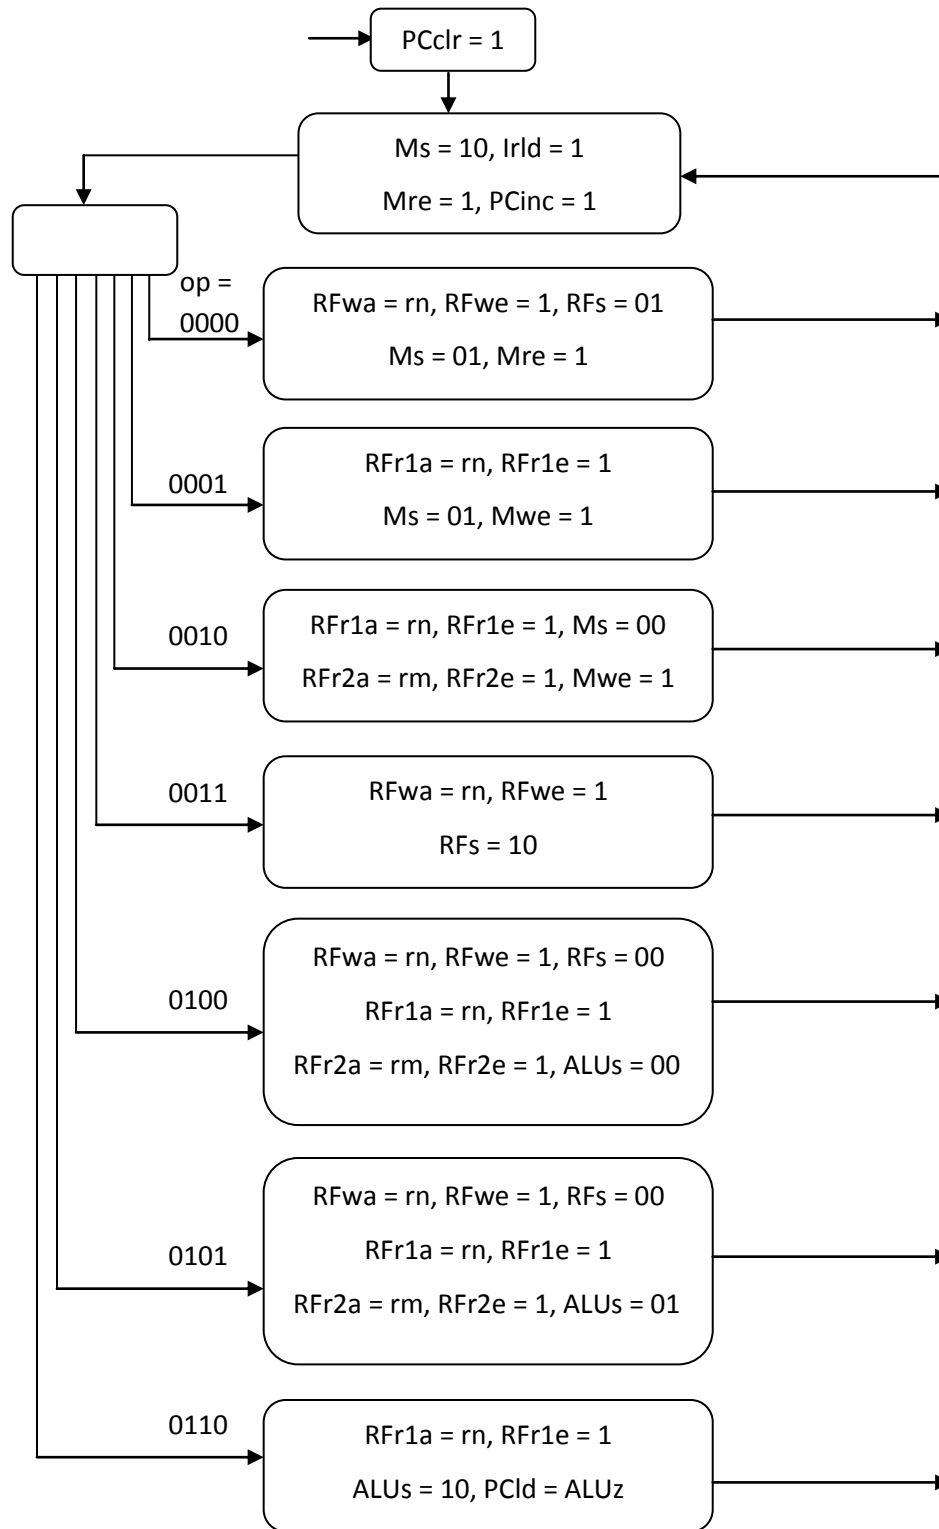 PCclr = 1
Ms = 10, Irld = 1
Mre = 1, PCinc = 1
op =
0000
RFwa = rn, RFwe = 1, RFs = 01
Ms = 01, Mre = 1
0001
RFr1a = rn, RFr1e = 1
Ms = 01, Mwe = 1
0010
RFr1a = rn, RFr1e = 1, Ms = 00
RFr2a = rm, RFr2e = 1, Mwe = 1
0011
RFwa = rn, RFwe = 1
RFs = 10
0100
RFwa = rn, RFwe = 1, RFs = 00
RFr1a = rn, RFr1e = 1
RFr2a = rm, RFr2e = 1, ALUs = 00
0101
RFwa = rn, RFwe = 1, RFs = 00
RFr1a = rn, RFr1e = 1
RFr2a = rm, RFr2e = 1, ALUs = 01
0110
RFr1a = rn, RFr1e = 1
ALUs = 10, PCld = ALUz